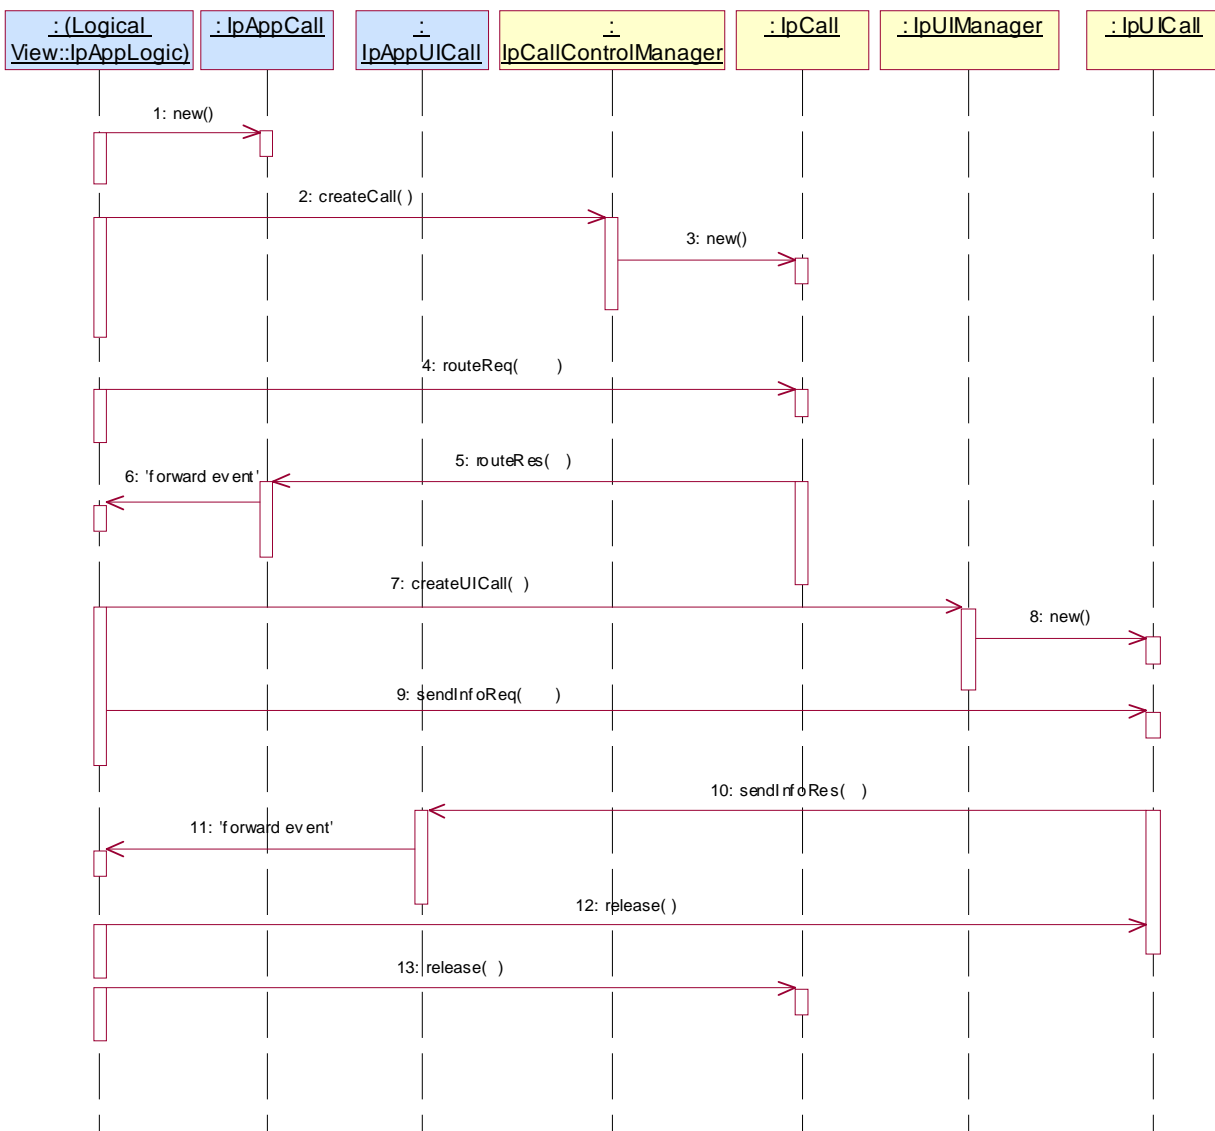 : (Logical
View::IpAppLogic)
: IpAppCall
:
IpAppUICall
:
IpCallControlManager
: IpCall
: IpUIManager
: IpUICall
1: new()
2: createCall( )
3: new()
4: routeReq( )
5: routeRes( )
6: 'forward event'
7: createUICall( )
8: new()
9: sendInfoReq( )
10: sendInfoRes( )
11: 'forward event'
12: release( )
13: release( )